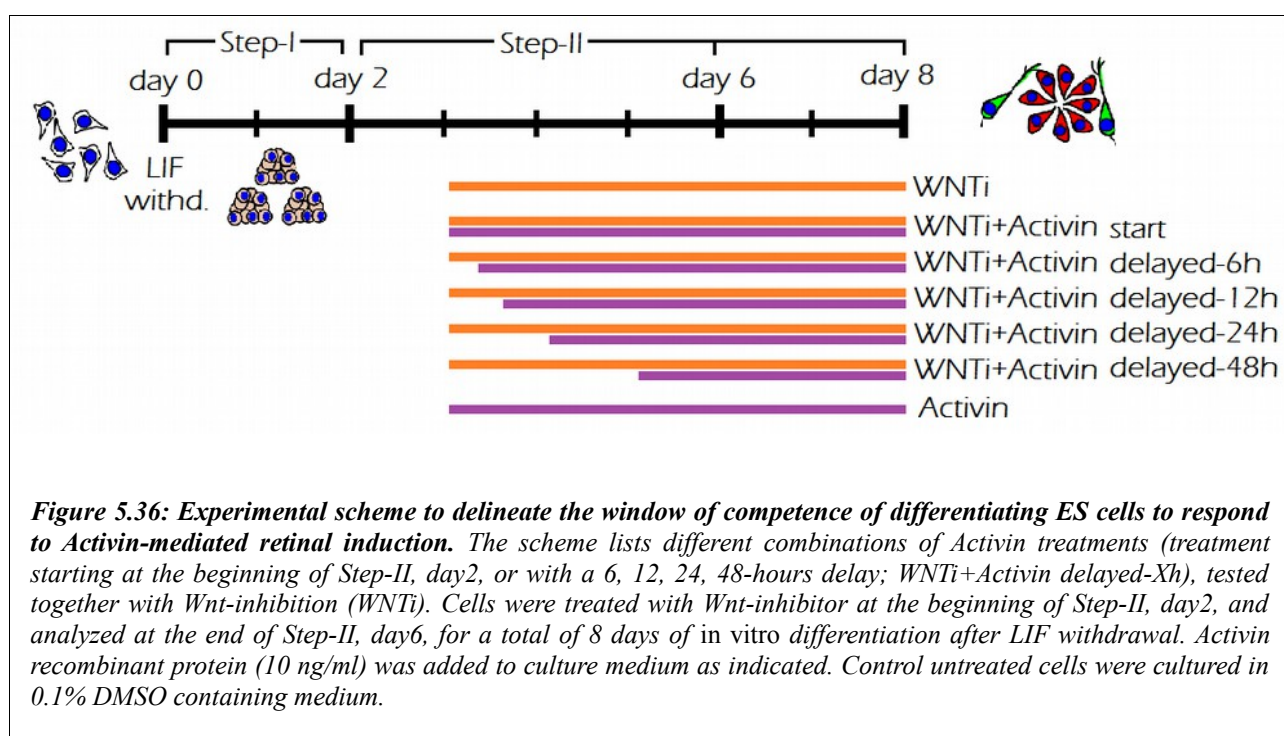 Step-I Step-II
day 0 day 2 day 6 day 8
LIF
withd.
WNTi
WNTi+Activin start
WNTi+Activin delayed-6h
WNTi+Activin delayed-12h
WNTi+Activin delayed-24h
WNTi+Activin delayed-48h
Activin
Figure 5.36: Experimental scheme to delineate the window of competence of differentiating ES cells to respond
to Activin-mediated retinal induction. The scheme lists different combinations of Activin treatments (treatment
starting at the beginning of Step-II, day2, or with a 6, 12, 24, 48-hours delay; WNTi+Activin delayed-Xh), tested
together with Wnt-inhibition (WNTi). Cells were treated with Wnt-inhibitor at the beginning of Step-II, day2, and
analyzed at the end of Step-II, day6, for a total of 8 days of in vitro differentiation after LIF withdrawal. Activin
recombinant protein (10 ng/ml) was added to culture medium as indicated. Control untreated cells were cultured in
0.1% DMSO containing medium.